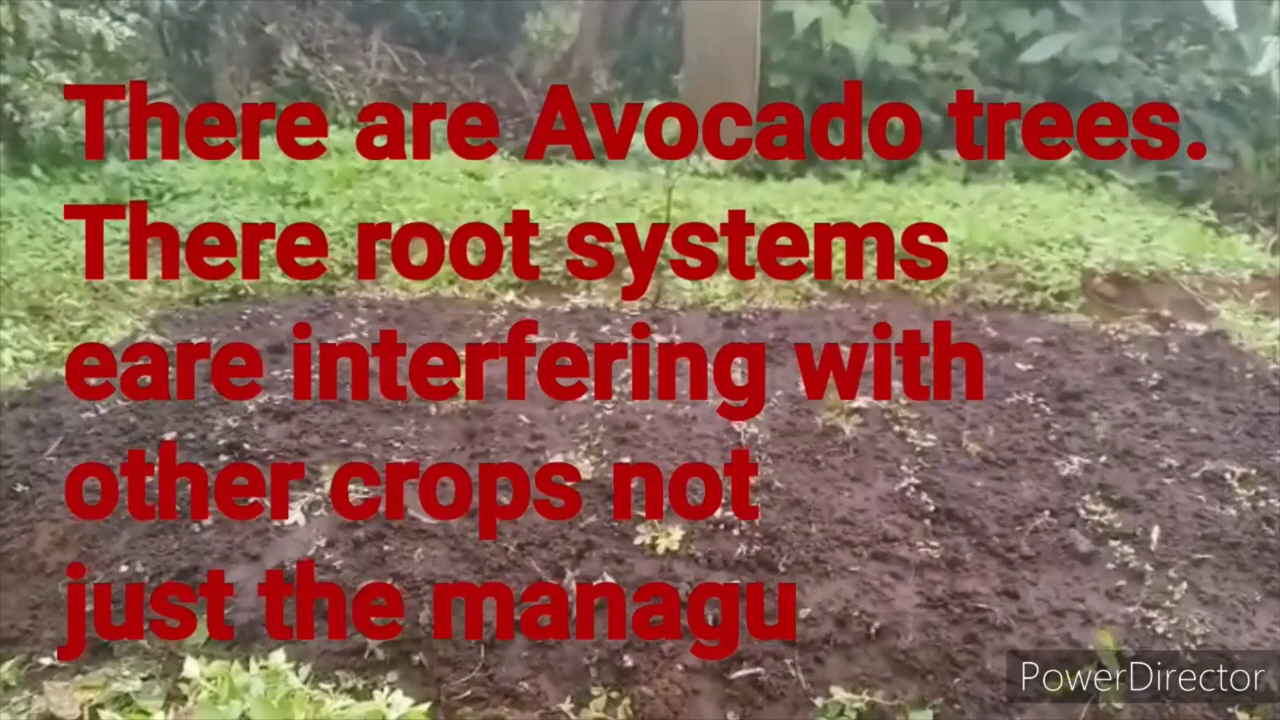 There are Avocado trees.
There root systems
eare interfering with
other crops not
just the managu
PowerDirector